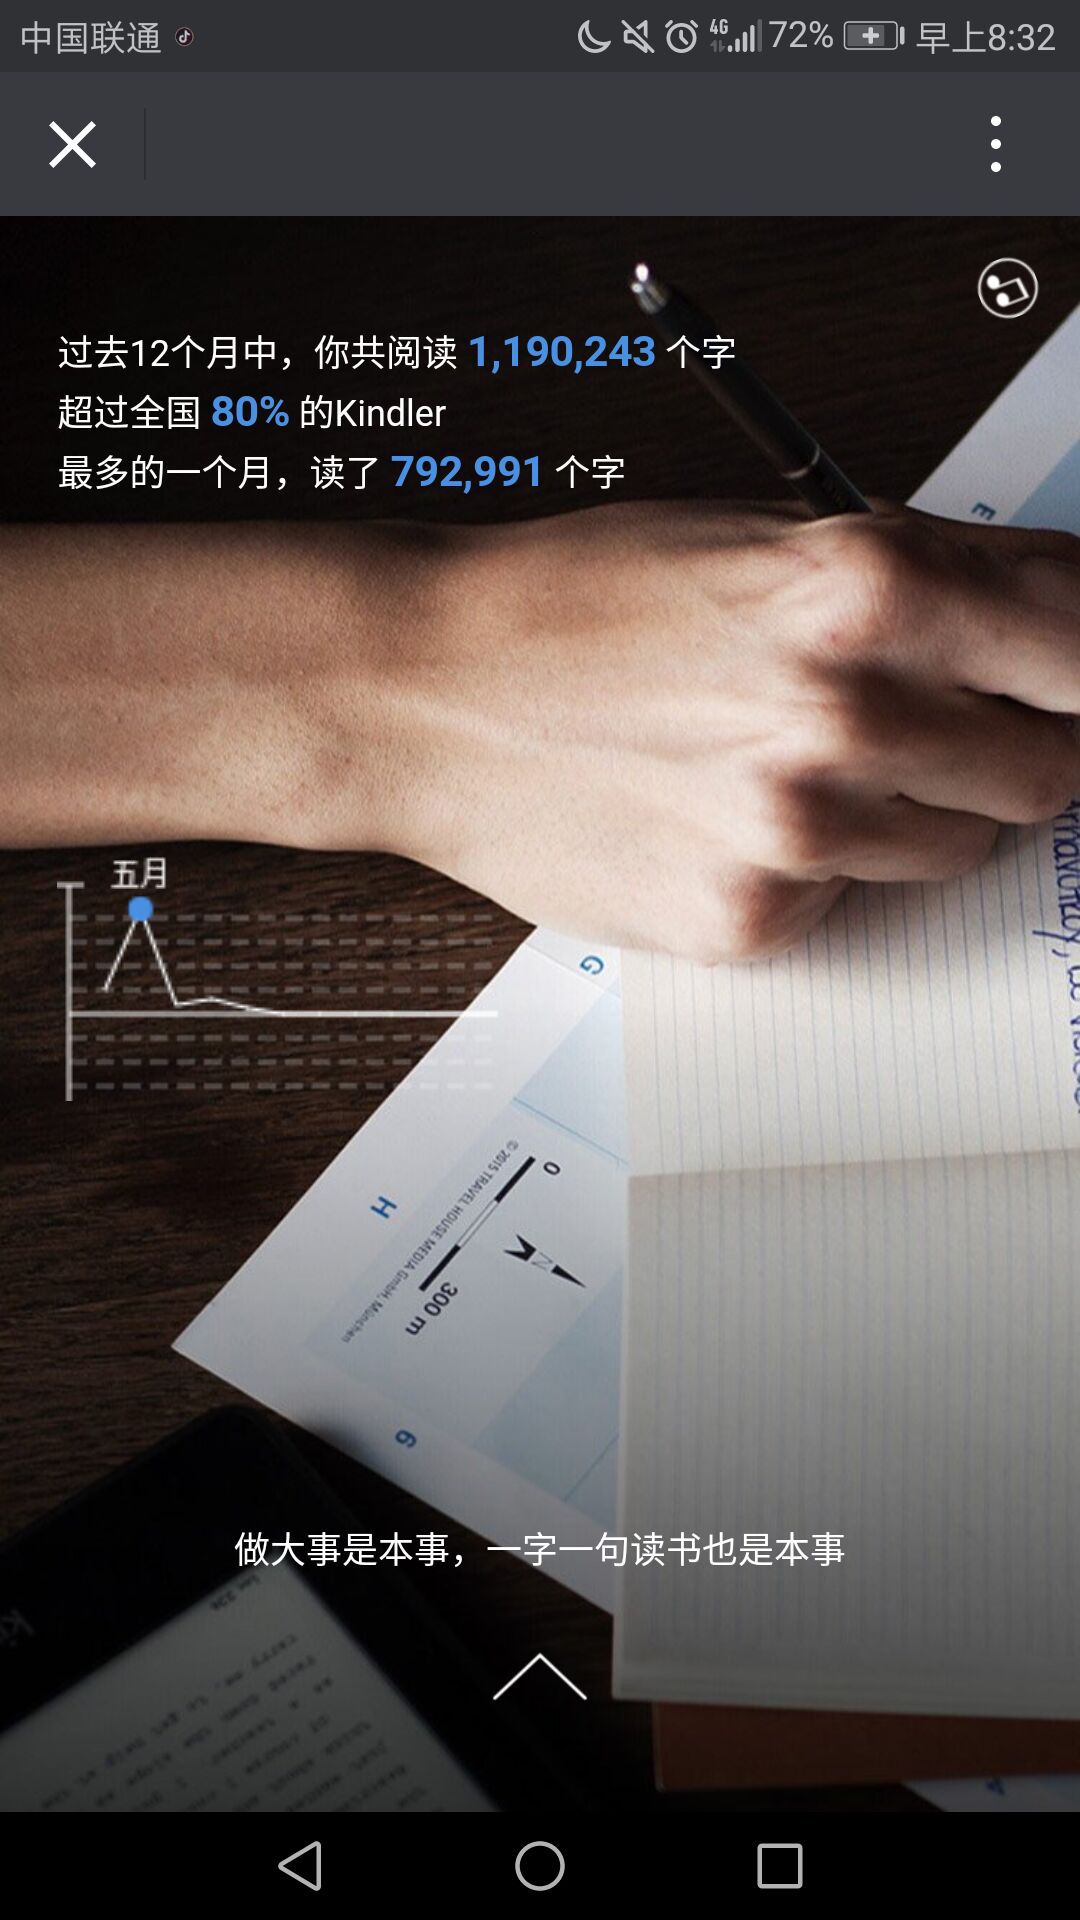 中国联通 4G 72% 早上8:32
过去12个月中，你共阅读 1,190,243 个字
超过全国 80% 的Kindler
最多的一个月，读了 792,991 个字
E
五月
G
© 2015 TRAVEL HOUSE MEDIA GmbH, München
0
300 m
N
H
6
做大事是本事，一字一句读书也是本事